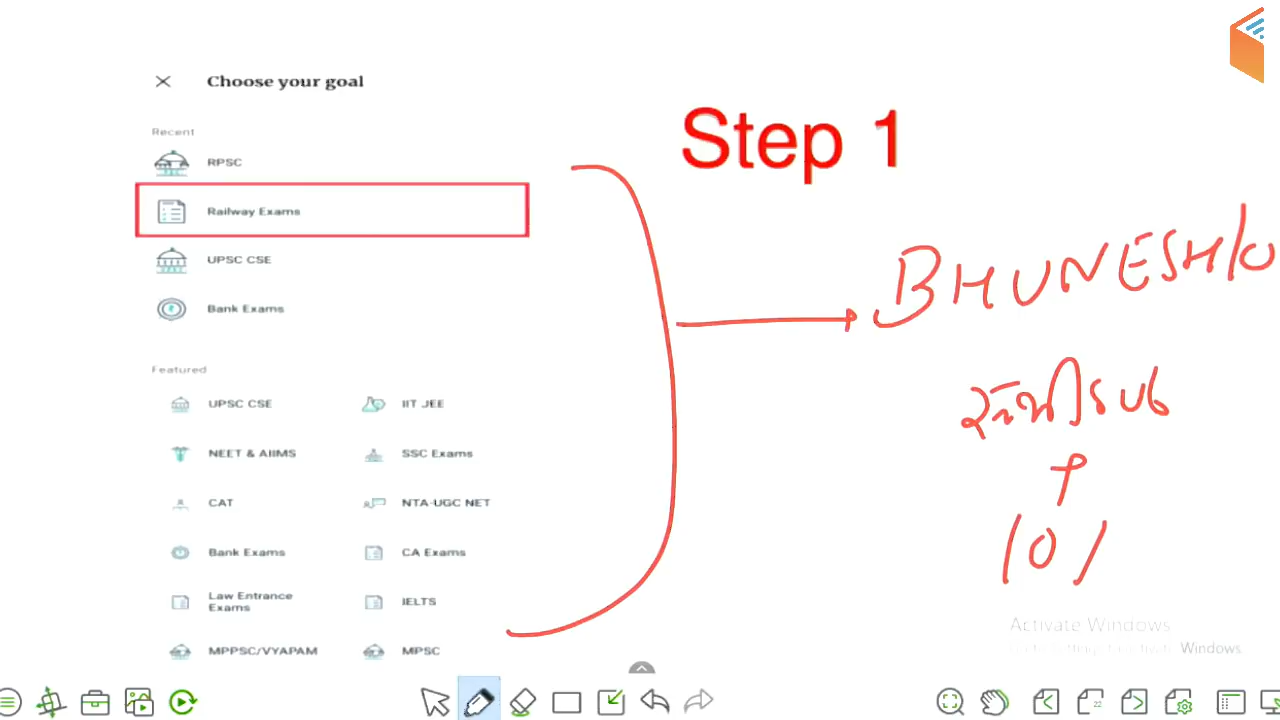 Choose your goal
Recent
RPSC
Railway Exams
UPSC CSE
Bank Exams
Featured
UPSC CSE
IIT JEE
NEET & AIIMS
SSC Exams
CAT
NTA-UGC NET
Bank Exams
CA Exams
Law Entrance
Exams
IELTS
MPPSC/VYAPAM
MPSC
Step 1
BHUNESH10
101
Activate Windows
Windows
22